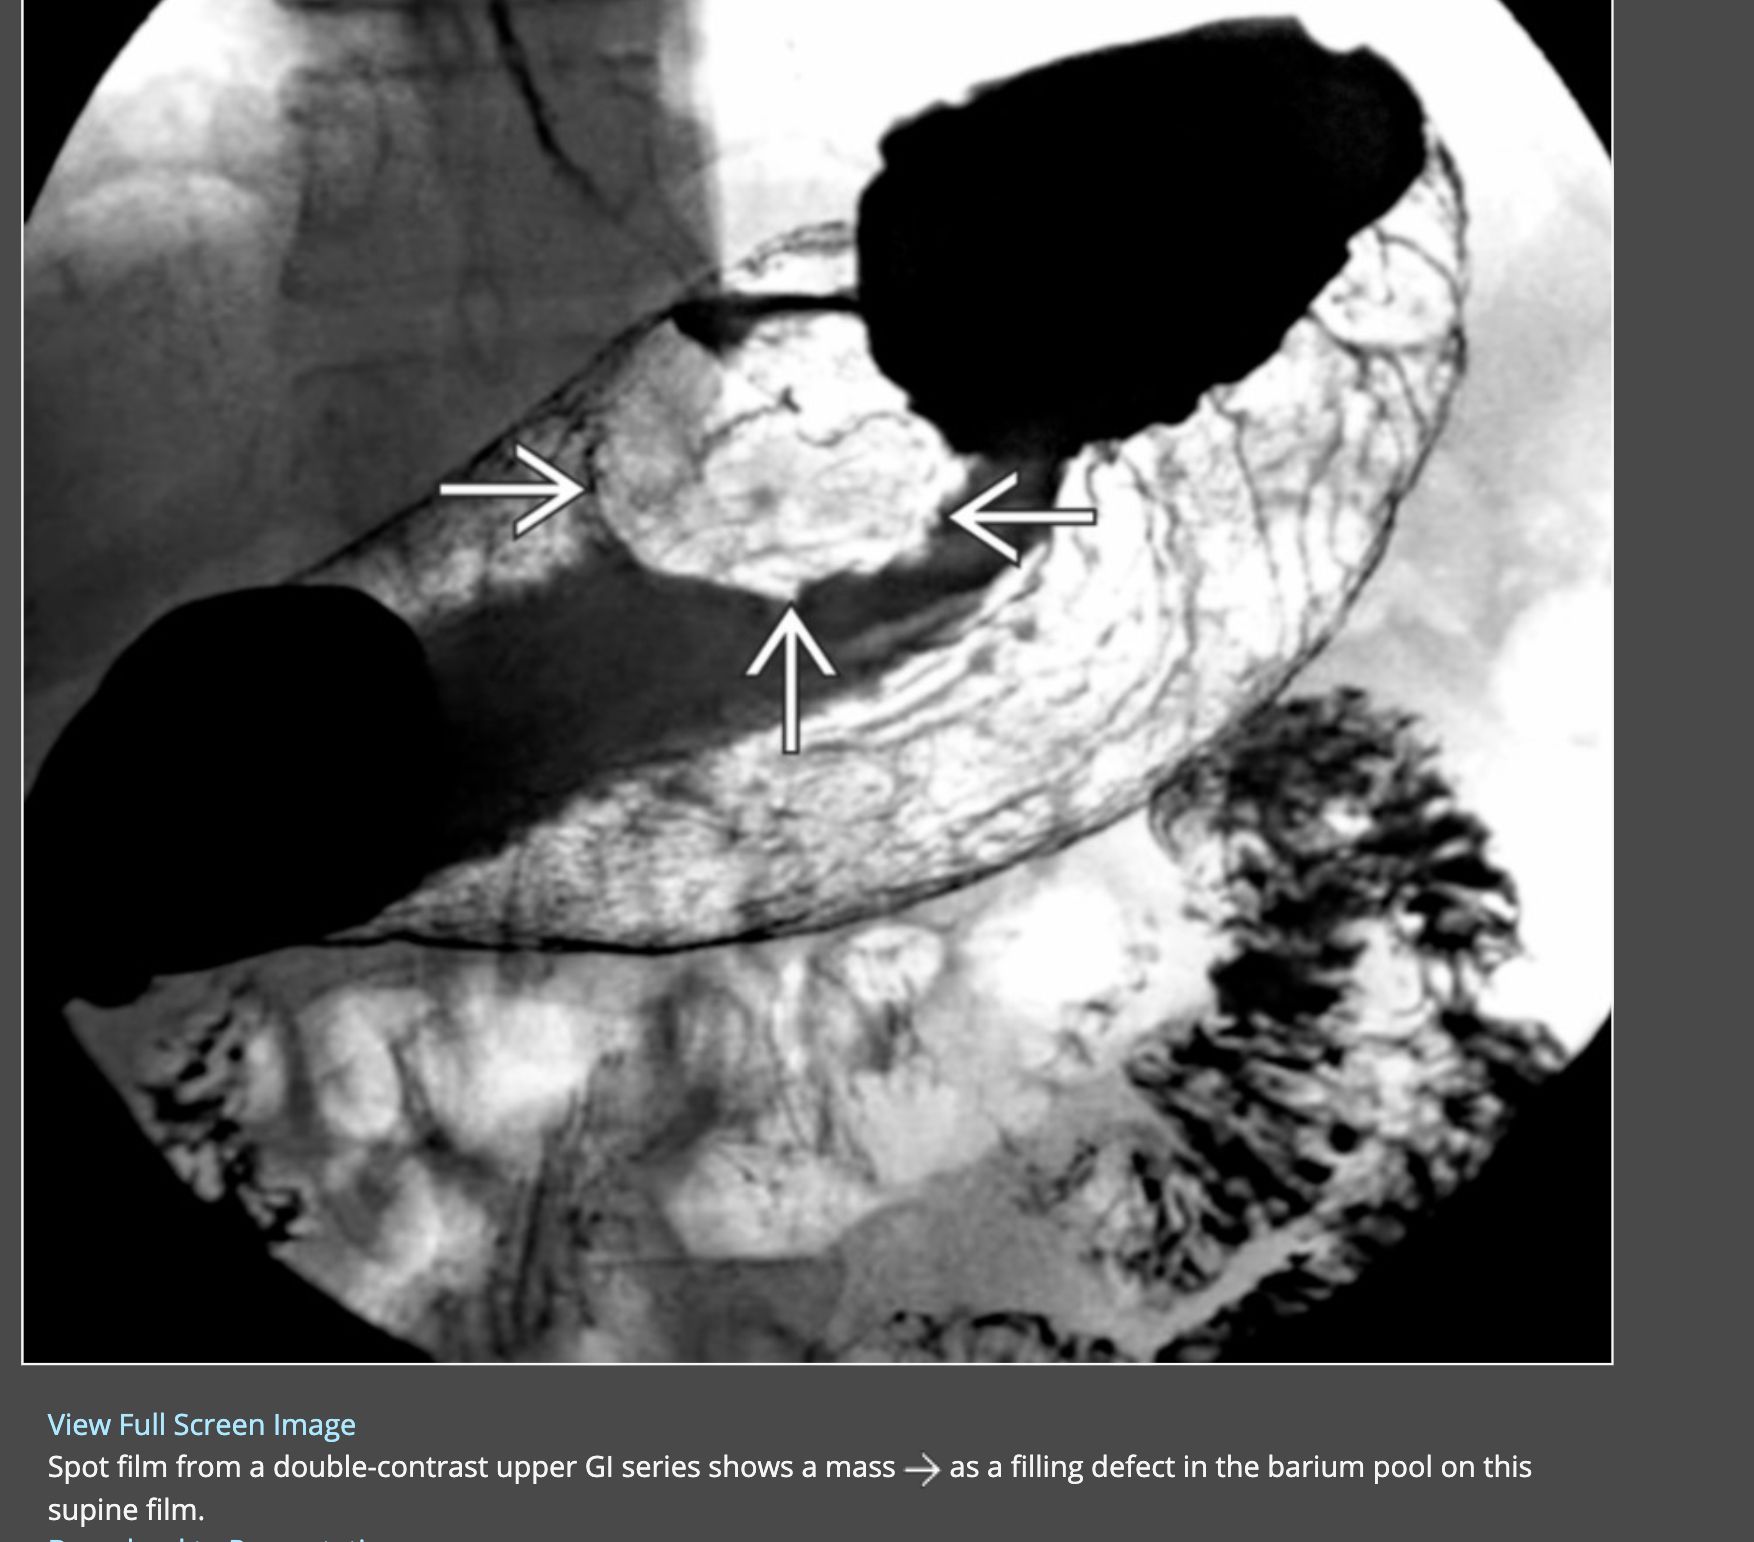 View Full Screen Image
Spot film from a double-contrast upper GI series shows a mass → as a filling defect in the barium pool on this
supine film.